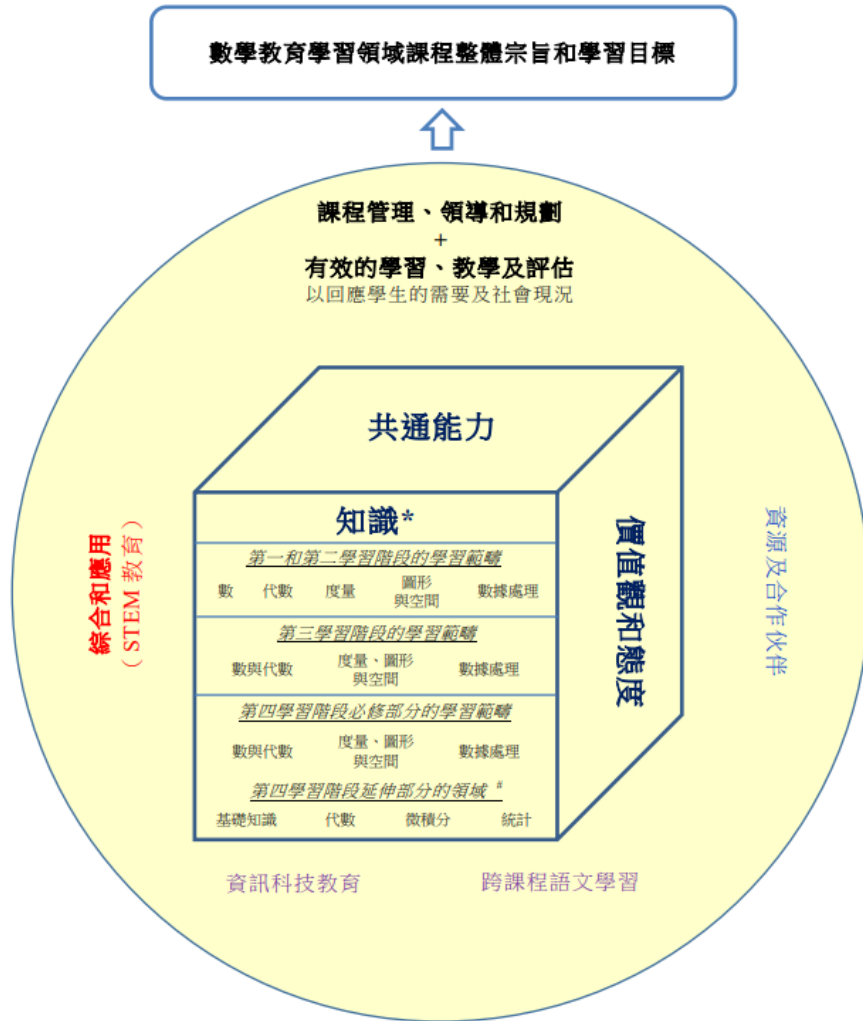 數學教育學習領域課程整體宗旨和學習目標
課程管理、領導和規劃
+
有效的學習、教學及評估
以回應學生的需要及社會現況
共通能力
知識*
第一和第二學習階段的學習範疇
數 代數 度量 圖形與空間 數據處理
第三學習階段的學習範疇
數與代數 度量、圖形與空間 數據處理
第四學習階段必修部分的學習範疇
數與代數 度量、圖形與空間 數據處理
第四學習階段延伸部分的領域 #
基礎知識 代數 微積分 統計
價值觀和態度
綜合和應用
（STEM 教育）
資源及合作伙伴
資訊科技教育 跨課程語文學習